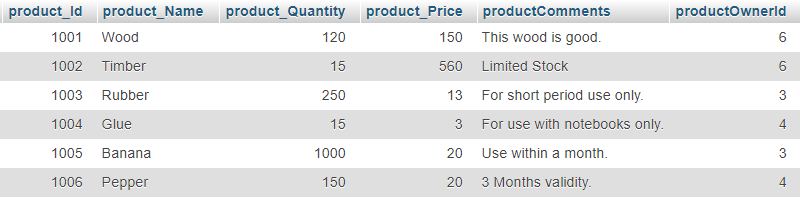 product_Id product_Name product_Quantity product_Price productComments productOwnerId
1001 Wood 120 150 This wood is good. 6
1002 Timber 15 560 Limited Stock 6
1003 Rubber 250 13 For short period use only. 3
1004 Glue 15 3 For use with notebooks only. 4
1005 Banana 1000 20 Use within a month. 3
1006 Pepper 150 20 3 Months validity. 4